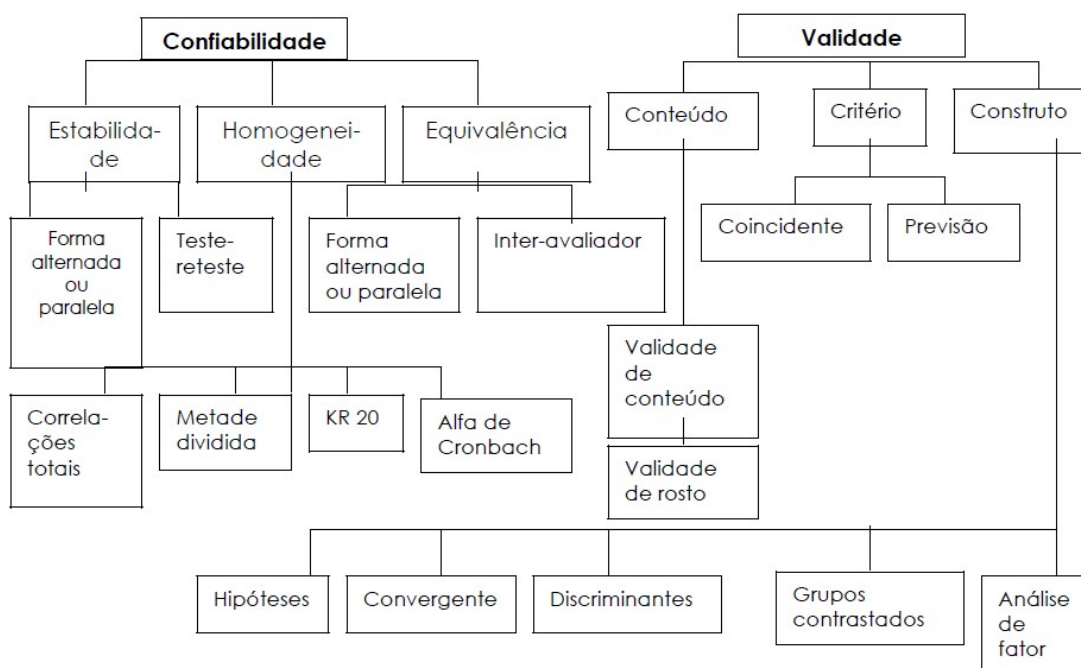 Confiabilidade
Validade
Estabilida-
de
Homogenei-
dade
Equivalência
Conteúdo
Critério
Construto
Forma
alternada
ou
paralela
Teste-
reteste
Forma
alternada
ou paralela
Inter-avaliador
Coincidente
Previsão
Validade
de
conteúdo
Validade
de rosto
Correla-
ções
totais
Metade
dividida
KR 20
Alfa de
Cronbach
Hipóteses
Convergente
Discriminantes
Grupos
contrastados
Análise
de
fator